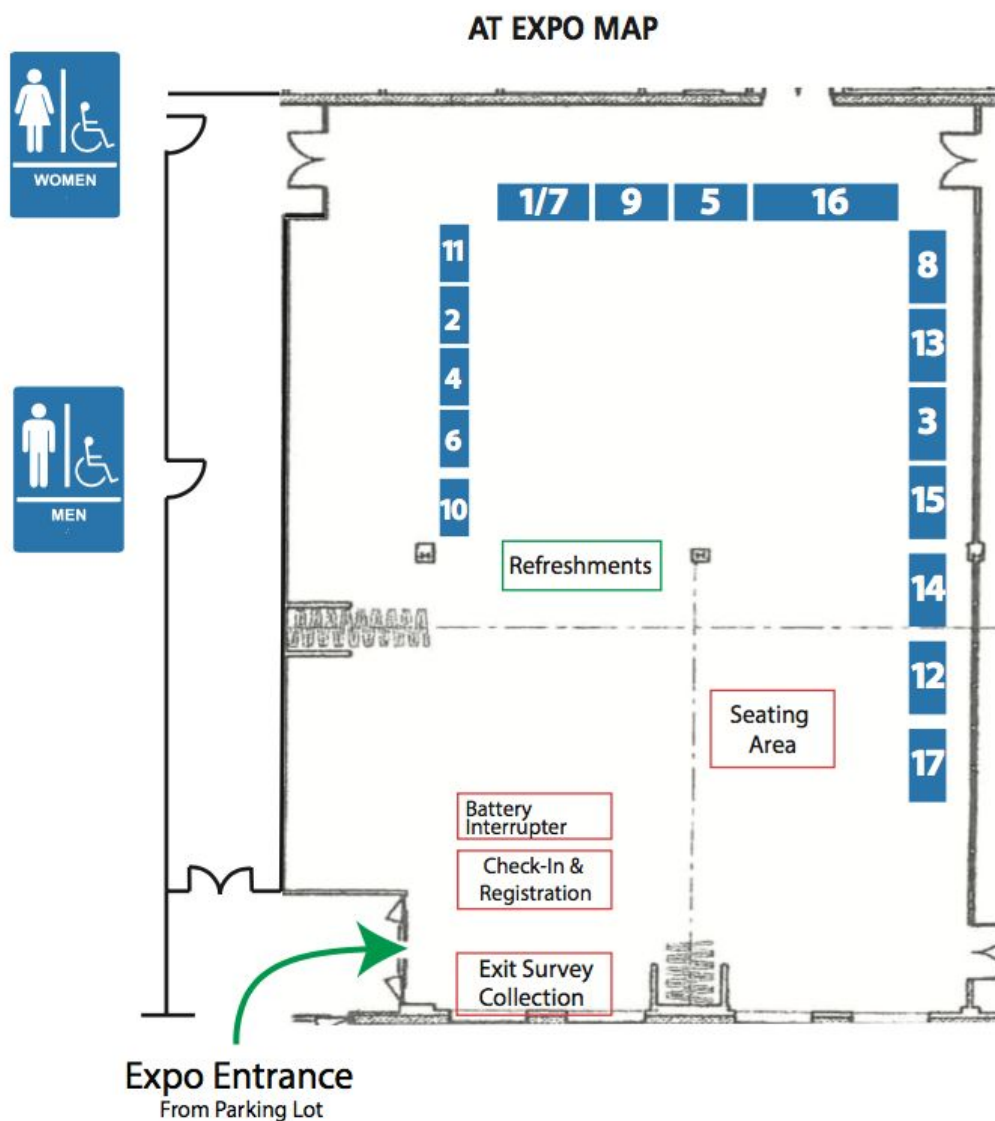 AT EXPO MAP
WOMEN
1/7 9 5 16
11
2
4
6
10
8
13
3
15
14
12
17
MEN
Refreshments
Seating
Area
Battery
Interrupter
Check-In &
Registration
Exit Survey
Collection
Expo Entrance
From Parking Lot